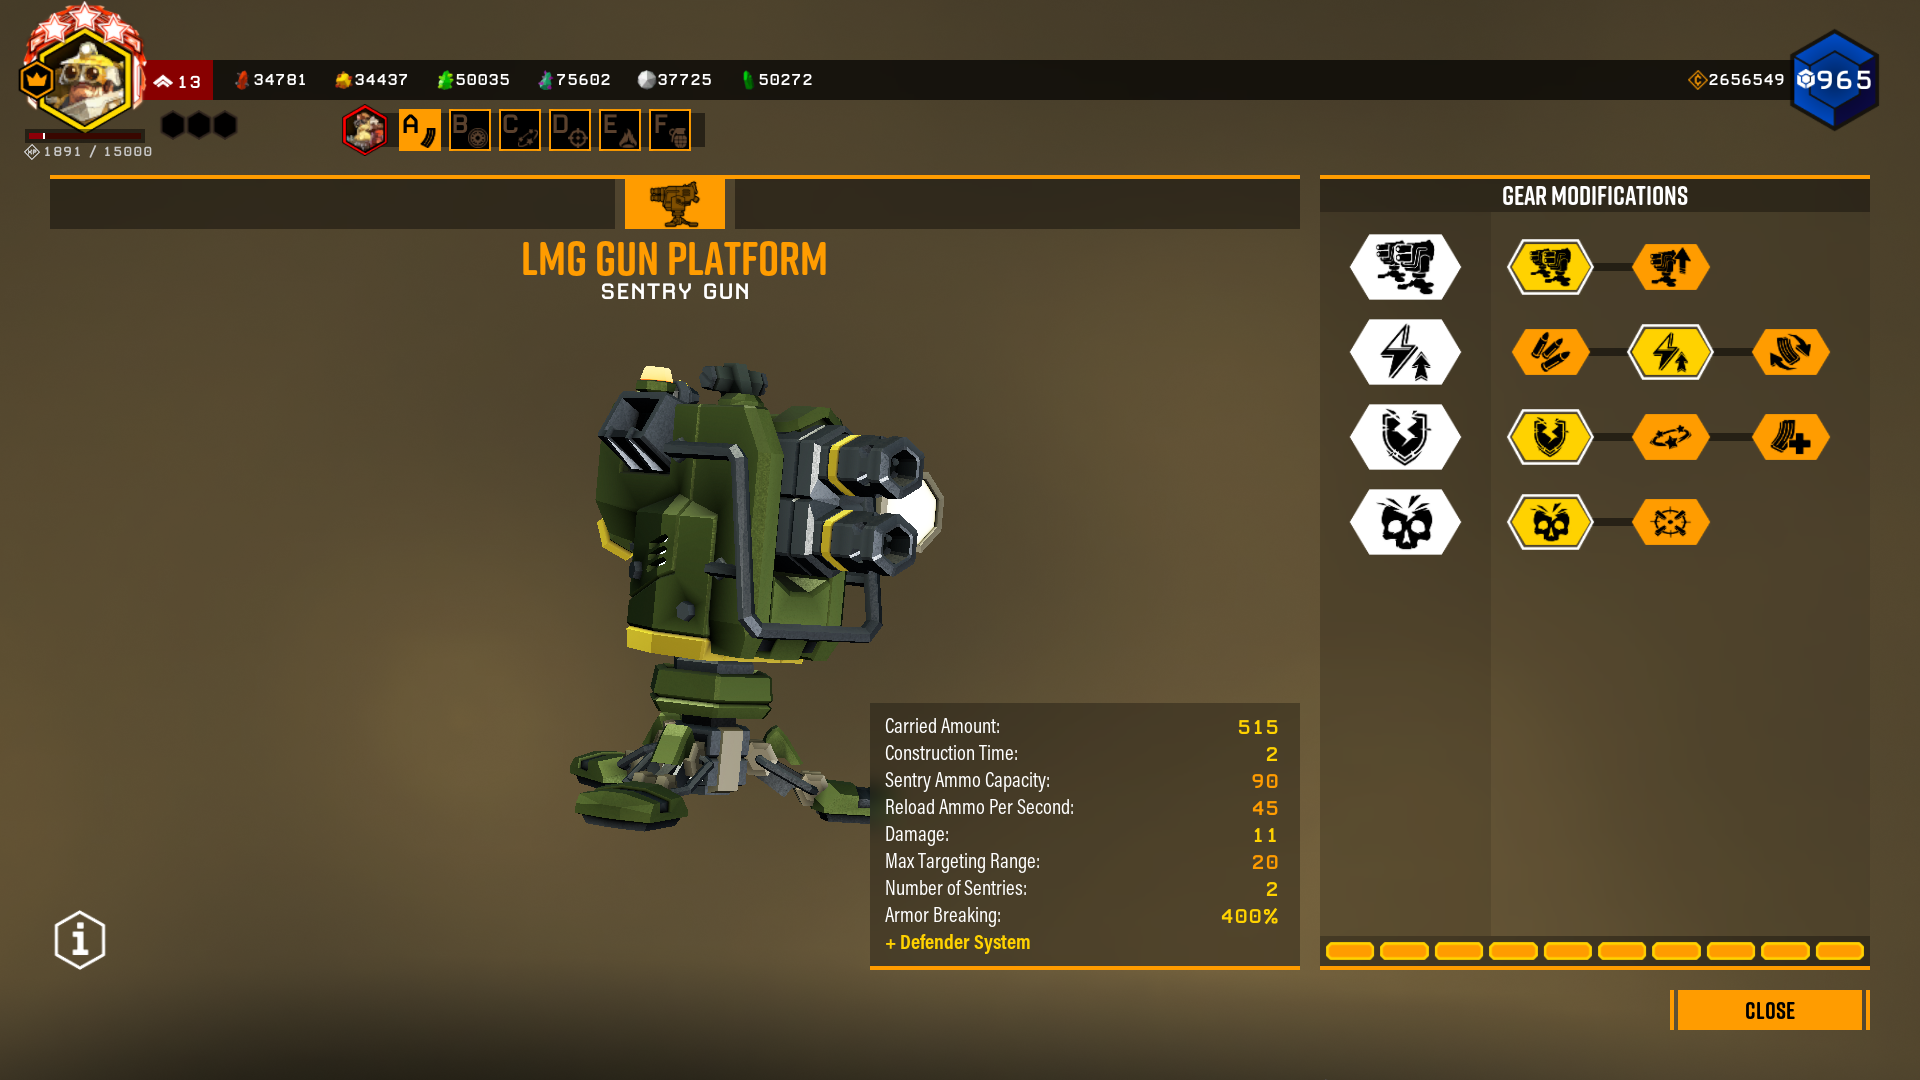 13
34781
34437
50035
75602
37725
50272
2656549
965
1891 / 15000
A
B
C
D
E
F
GEAR MODIFICATIONS
LMG GUN PLATFORM
SENTRY GUN
Carried Amount: 515
Construction Time: 2
Sentry Ammo Capacity: 90
Reload Ammo Per Second: 45
Damage: 11
Max Targeting Range: 20
Number of Sentries: 2
Armor Breaking: 400%
+ Defender System
CLOSE